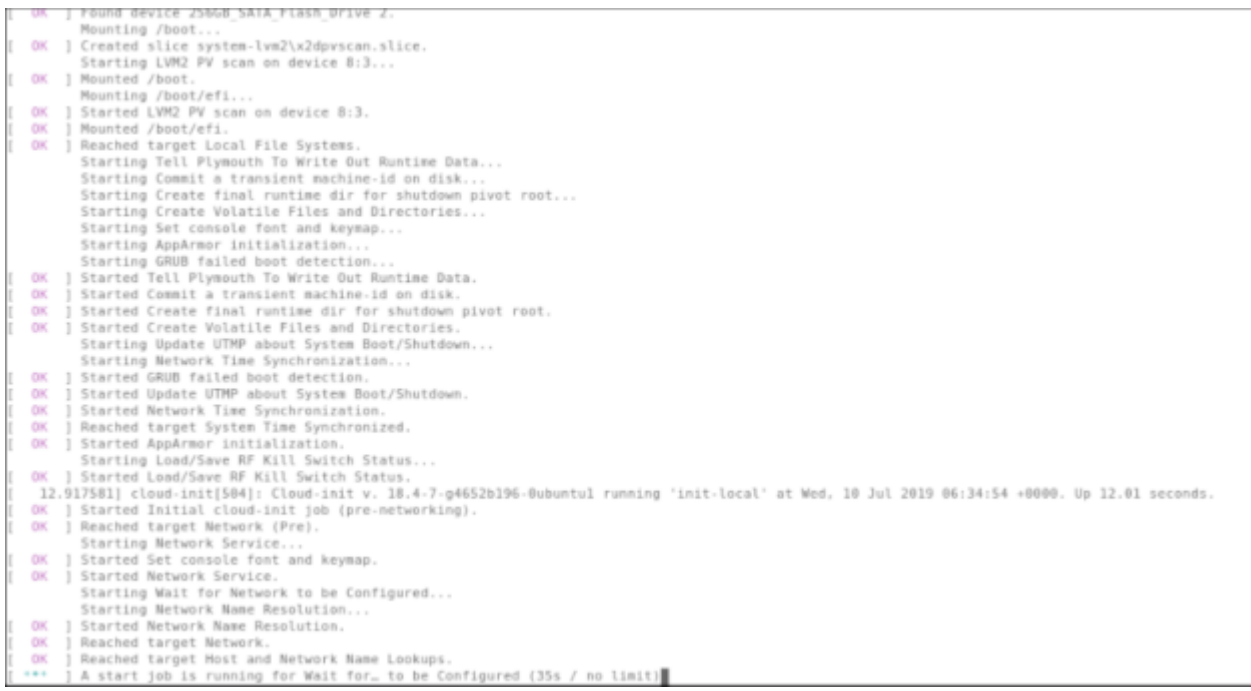 [  OK  ] Found device 256GB_SATA_Flash_Drive 2.
         Mounting /boot...
[  OK  ] Created slice system-lvm2\x2dpvscan.slice.
         Starting LVM2 PV scan on device 8:3...
[  OK  ] Mounted /boot.
         Mounting /boot/efi...
[  OK  ] Started LVM2 PV scan on device 8:3.
[  OK  ] Mounted /boot/efi.
[  OK  ] Reached target Local File Systems.
         Starting Tell Plymouth To Write Out Runtime Data...
         Starting Commit a transient machine-id on disk...
         Starting Create final runtime dir for shutdown pivot root...
         Starting Create Volatile Files and Directories...
         Starting Set console font and keymap...
         Starting AppArmor initialization...
         Starting GRUB failed boot detection...
[  OK  ] Started Tell Plymouth To Write Out Runtime Data.
[  OK  ] Started Commit a transient machine-id on disk.
[  OK  ] Started Create final runtime dir for shutdown pivot root.
[  OK  ] Started Create Volatile Files and Directories.
         Starting Update UTMP about System Boot/Shutdown...
         Starting Network Time Synchronization...
[  OK  ] Started GRUB failed boot detection.
[  OK  ] Started Update UTMP about System Boot/Shutdown.
[  OK  ] Started Network Time Synchronization.
[  OK  ] Reached target System Time Synchronized.
[  OK  ] Started AppArmor initialization.
         Starting Load/Save RF Kill Switch Status...
[  OK  ] Started Load/Save RF Kill Switch Status.
[   12.917581] cloud-init[504]: Cloud-init v. 18.4-7-g4652b196-0ubuntu1 running 'init-local' at Wed, 10 Jul 2019 06:34:54 +0000. Up 12.01 seconds.
[  OK  ] Started Initial cloud-init job (pre-networking).
[  OK  ] Reached target Network (Pre).
         Starting Network Service...
[  OK  ] Started Set console font and keymap.
[  OK  ] Started Network Service.
         Starting Wait for Network to be Configured...
         Starting Network Name Resolution...
[  OK  ] Started Network Name Resolution.
[  OK  ] Reached target Network.
[  OK  ] Reached target Host and Network Name Lookups.
[ *** ] A start job is running for Wait for… to be Configured (35s / no limit)